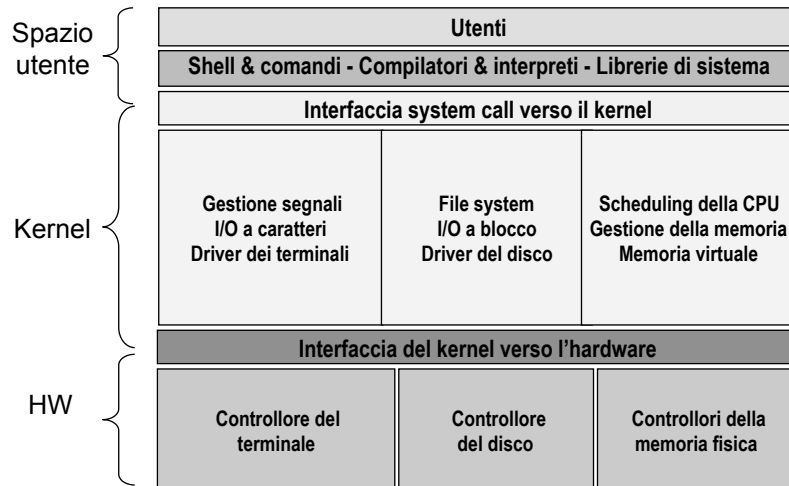 Spazio
utente
Utenti
Shell & comandi - Compilatori & interpreti - Librerie di sistema
Kernel
Interfaccia system call verso il kernel
Gestione segnali
I/O a caratteri
Driver dei terminali
File system
I/O a blocco
Driver del disco
Scheduling della CPU
Gestione della memoria
Memoria virtuale
Interfaccia del kernel verso l'hardware
HW
Controllore del
terminale
Controllore
del disco
Controllori della
memoria fisica